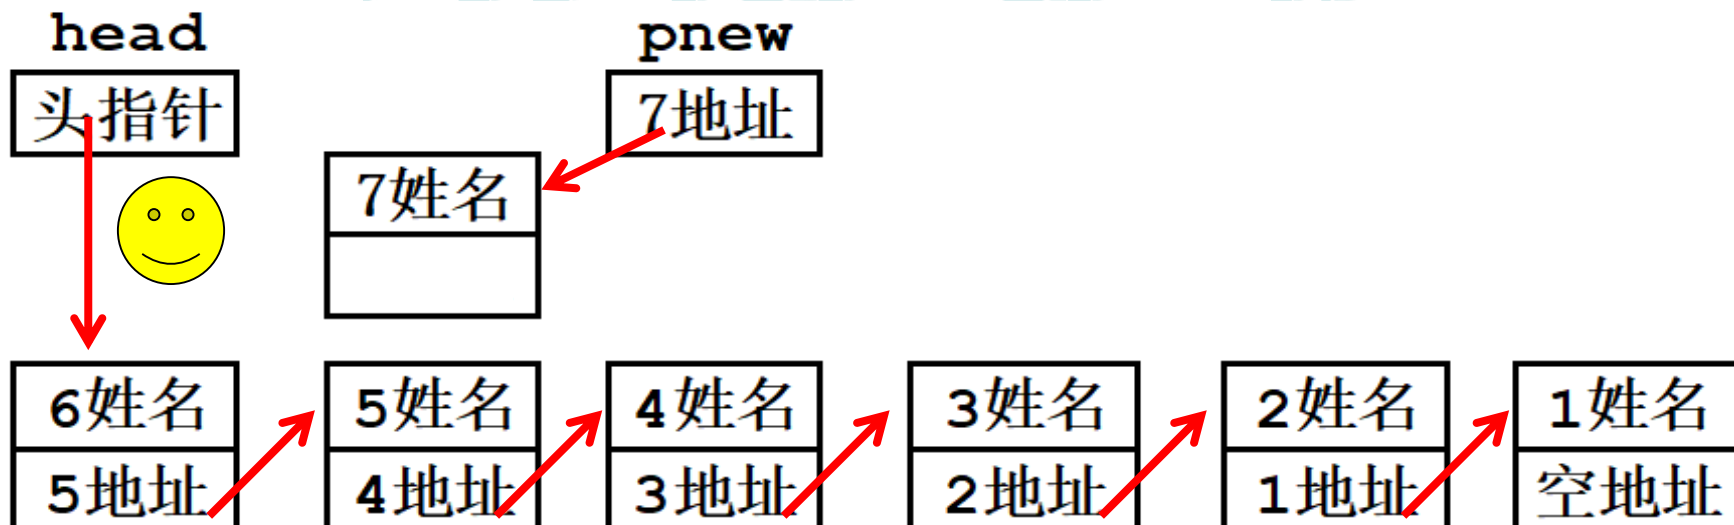 head pnew
头指针 7地址
7姓名
6姓名 5姓名 4姓名 3姓名 2姓名 1姓名
5地址 4地址 3地址 2地址 1地址 空地址